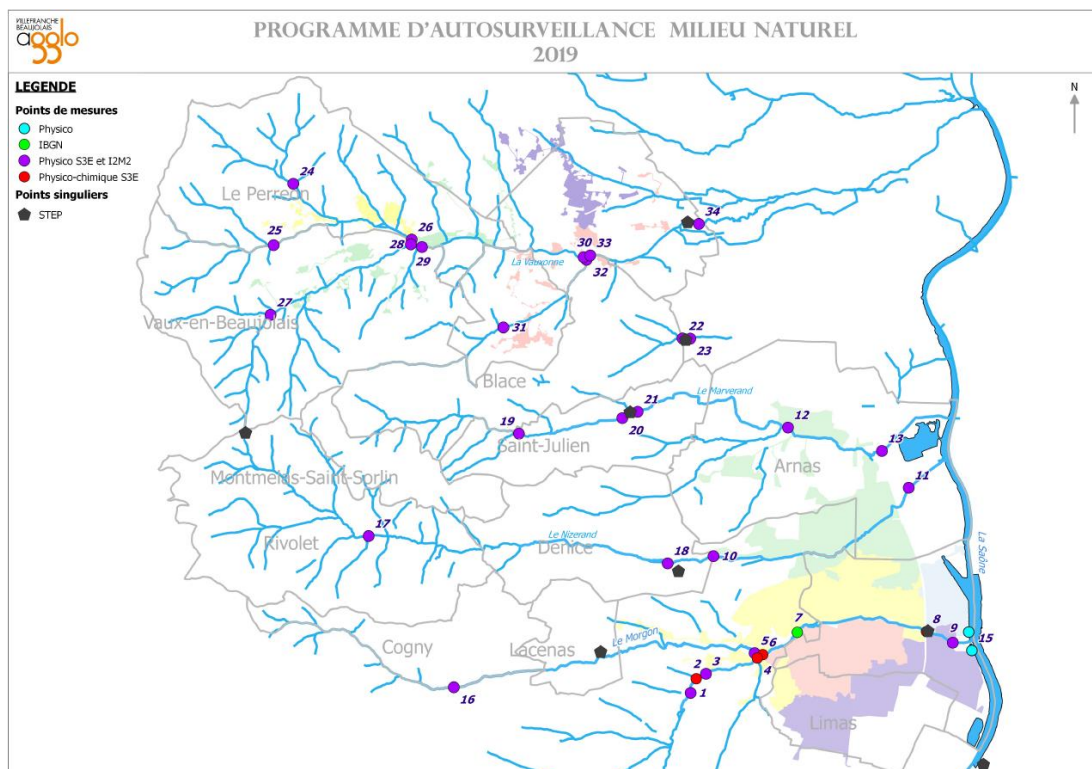 VILLEFRANCHE
BEAUJOLAIS
agglo
PROGRAMME D'AUTOSURVEILLANCE MILIEU NATUREL
2019
LEGENDE
Points de mesures
Physico
IBGN
Physico S3E et I2M2
Physico-chimique S3E
Points singuliers
STEP
N
24
Le Perréon
34
25
26
28
29
30
33
La Vauxonne
32
27
Vaux-en-Beaujolais
31
22
23
Blacé
Le Marverand
21
20
19
Saint-Julien
12
13
Arnas
Montmelas-Saint-Sorlin
11
17
Rivolet
Le Nizerand
Denicé
18
10
La Saône
7
8
9
15
Le Morgon
Cogny
Lacenas
5
6
4
2
3
1
16
Limas